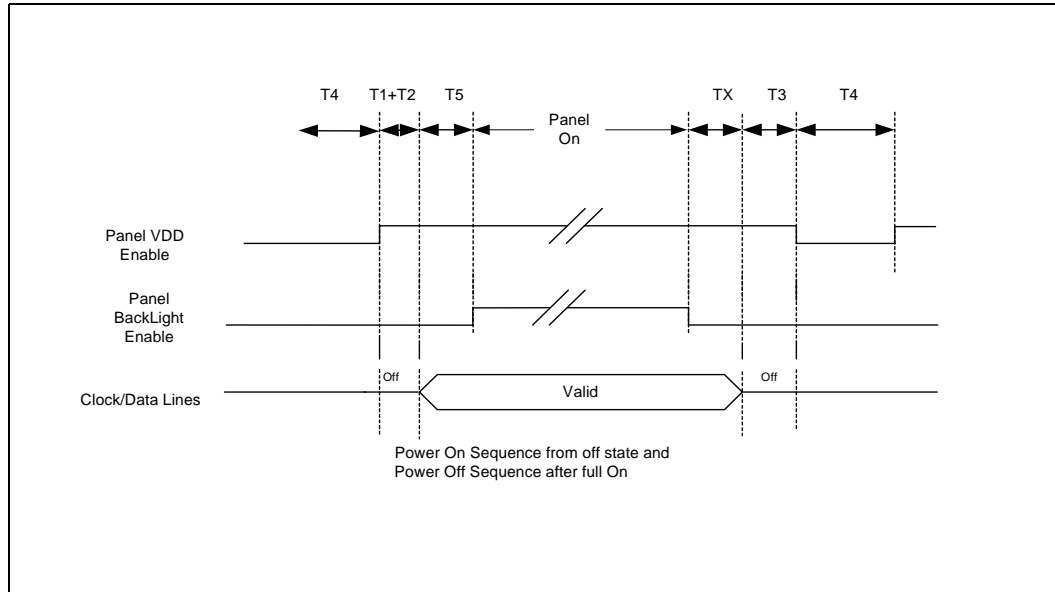 T4 T1+T2 T5 TX T3 T4
Panel
On
Panel VDD
Enable
Panel
BackLight
Enable
Off Off
Clock/Data Lines Valid
Power On Sequence from off state and
Power Off Sequence after full On